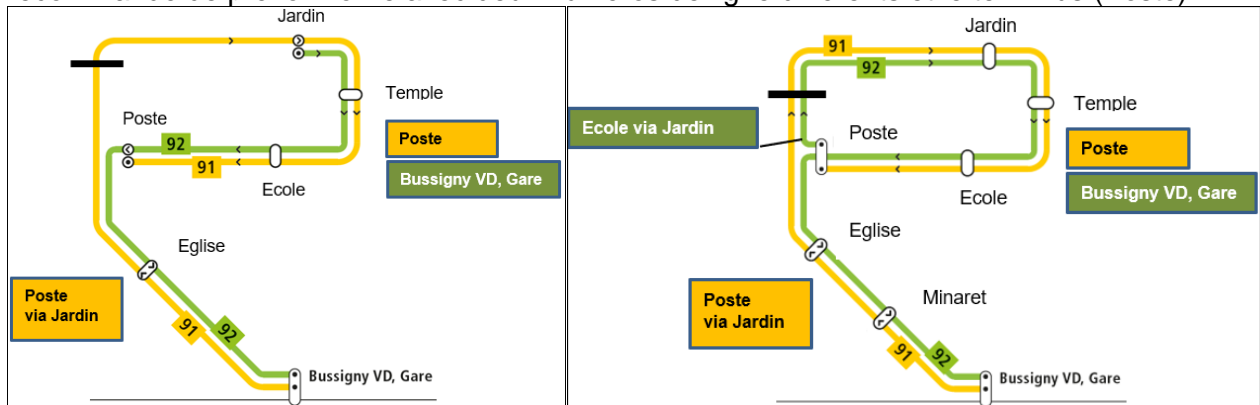 Jardin
Temple
Poste
92
91
Ecole
Poste
Bussigny VD, Gare
Eglise
Poste
via Jardin
91
92
Bussigny VD, Gare
Jardin
91
92
Temple
Ecole via Jardin
Poste
Poste
Ecole
Bussigny VD, Gare
Eglise
Minaret
Poste
via Jardin
91
92
Bussigny VD, Gare